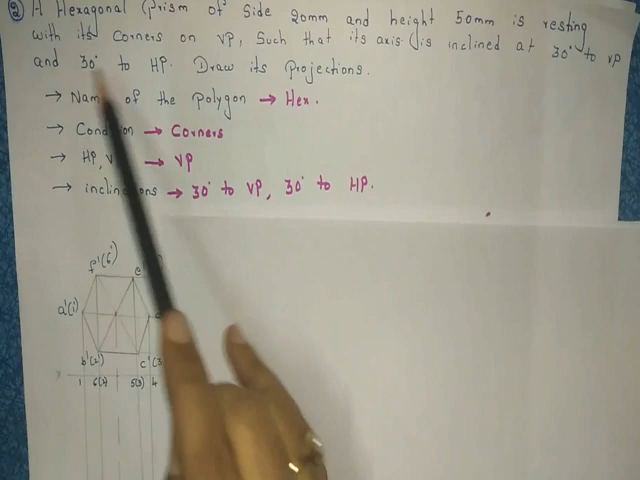 ② A Hexagonal Prism of Side 20mm and height 50mm is resting
with its Corners on VP, Such that its axis is inclined at 30° to VP
and 30° to HP. Draw its Projections.
→ Name of the Polygon → Hex.
→ Condition → Corners
→ HP, V → VP
→ inclinations → 30° to VP, 30° to HP.
f'(6') e'
a'(1)
b'(2') c'(3
1 6(2) 5(3) 4